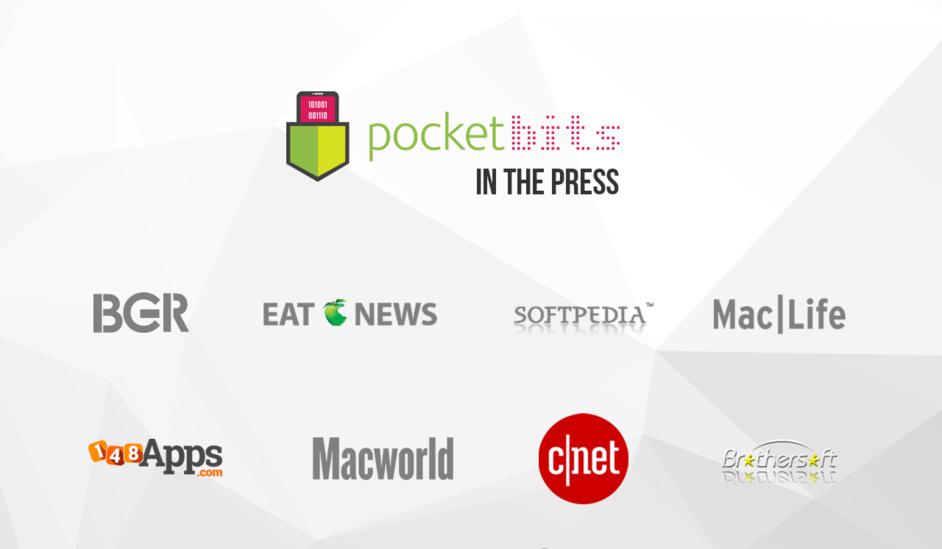 101001
001110
pocketbits
IN THE PRESS
BGR
EAT NEWS
SOFTPEDIA™
Mac|Life
148Apps
.com
Macworld
c|net
Brothersoft